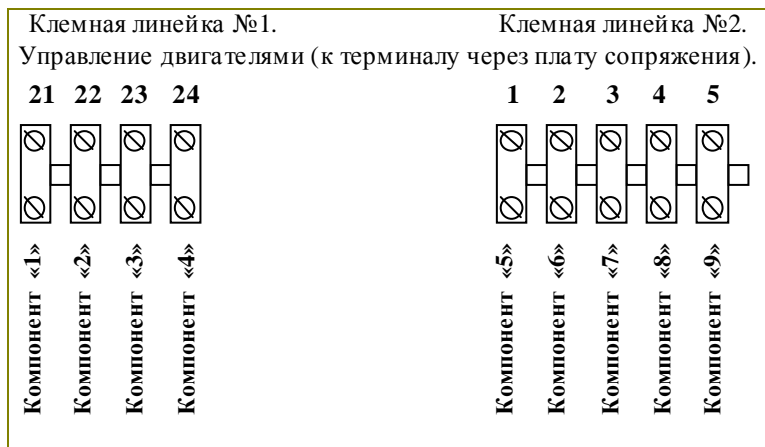 Клемная линейка №1. Клемная линейка №2.
Управление двигателями (к терминалу через плату сопряжения).
21 22 23 24 1 2 3 4 5
Компонент «1»
Компонент «2»
Компонент «3»
Компонент «4»
Компонент «5»
Компонент «6»
Компонент «7»
Компонент «8»
Компонент «9»